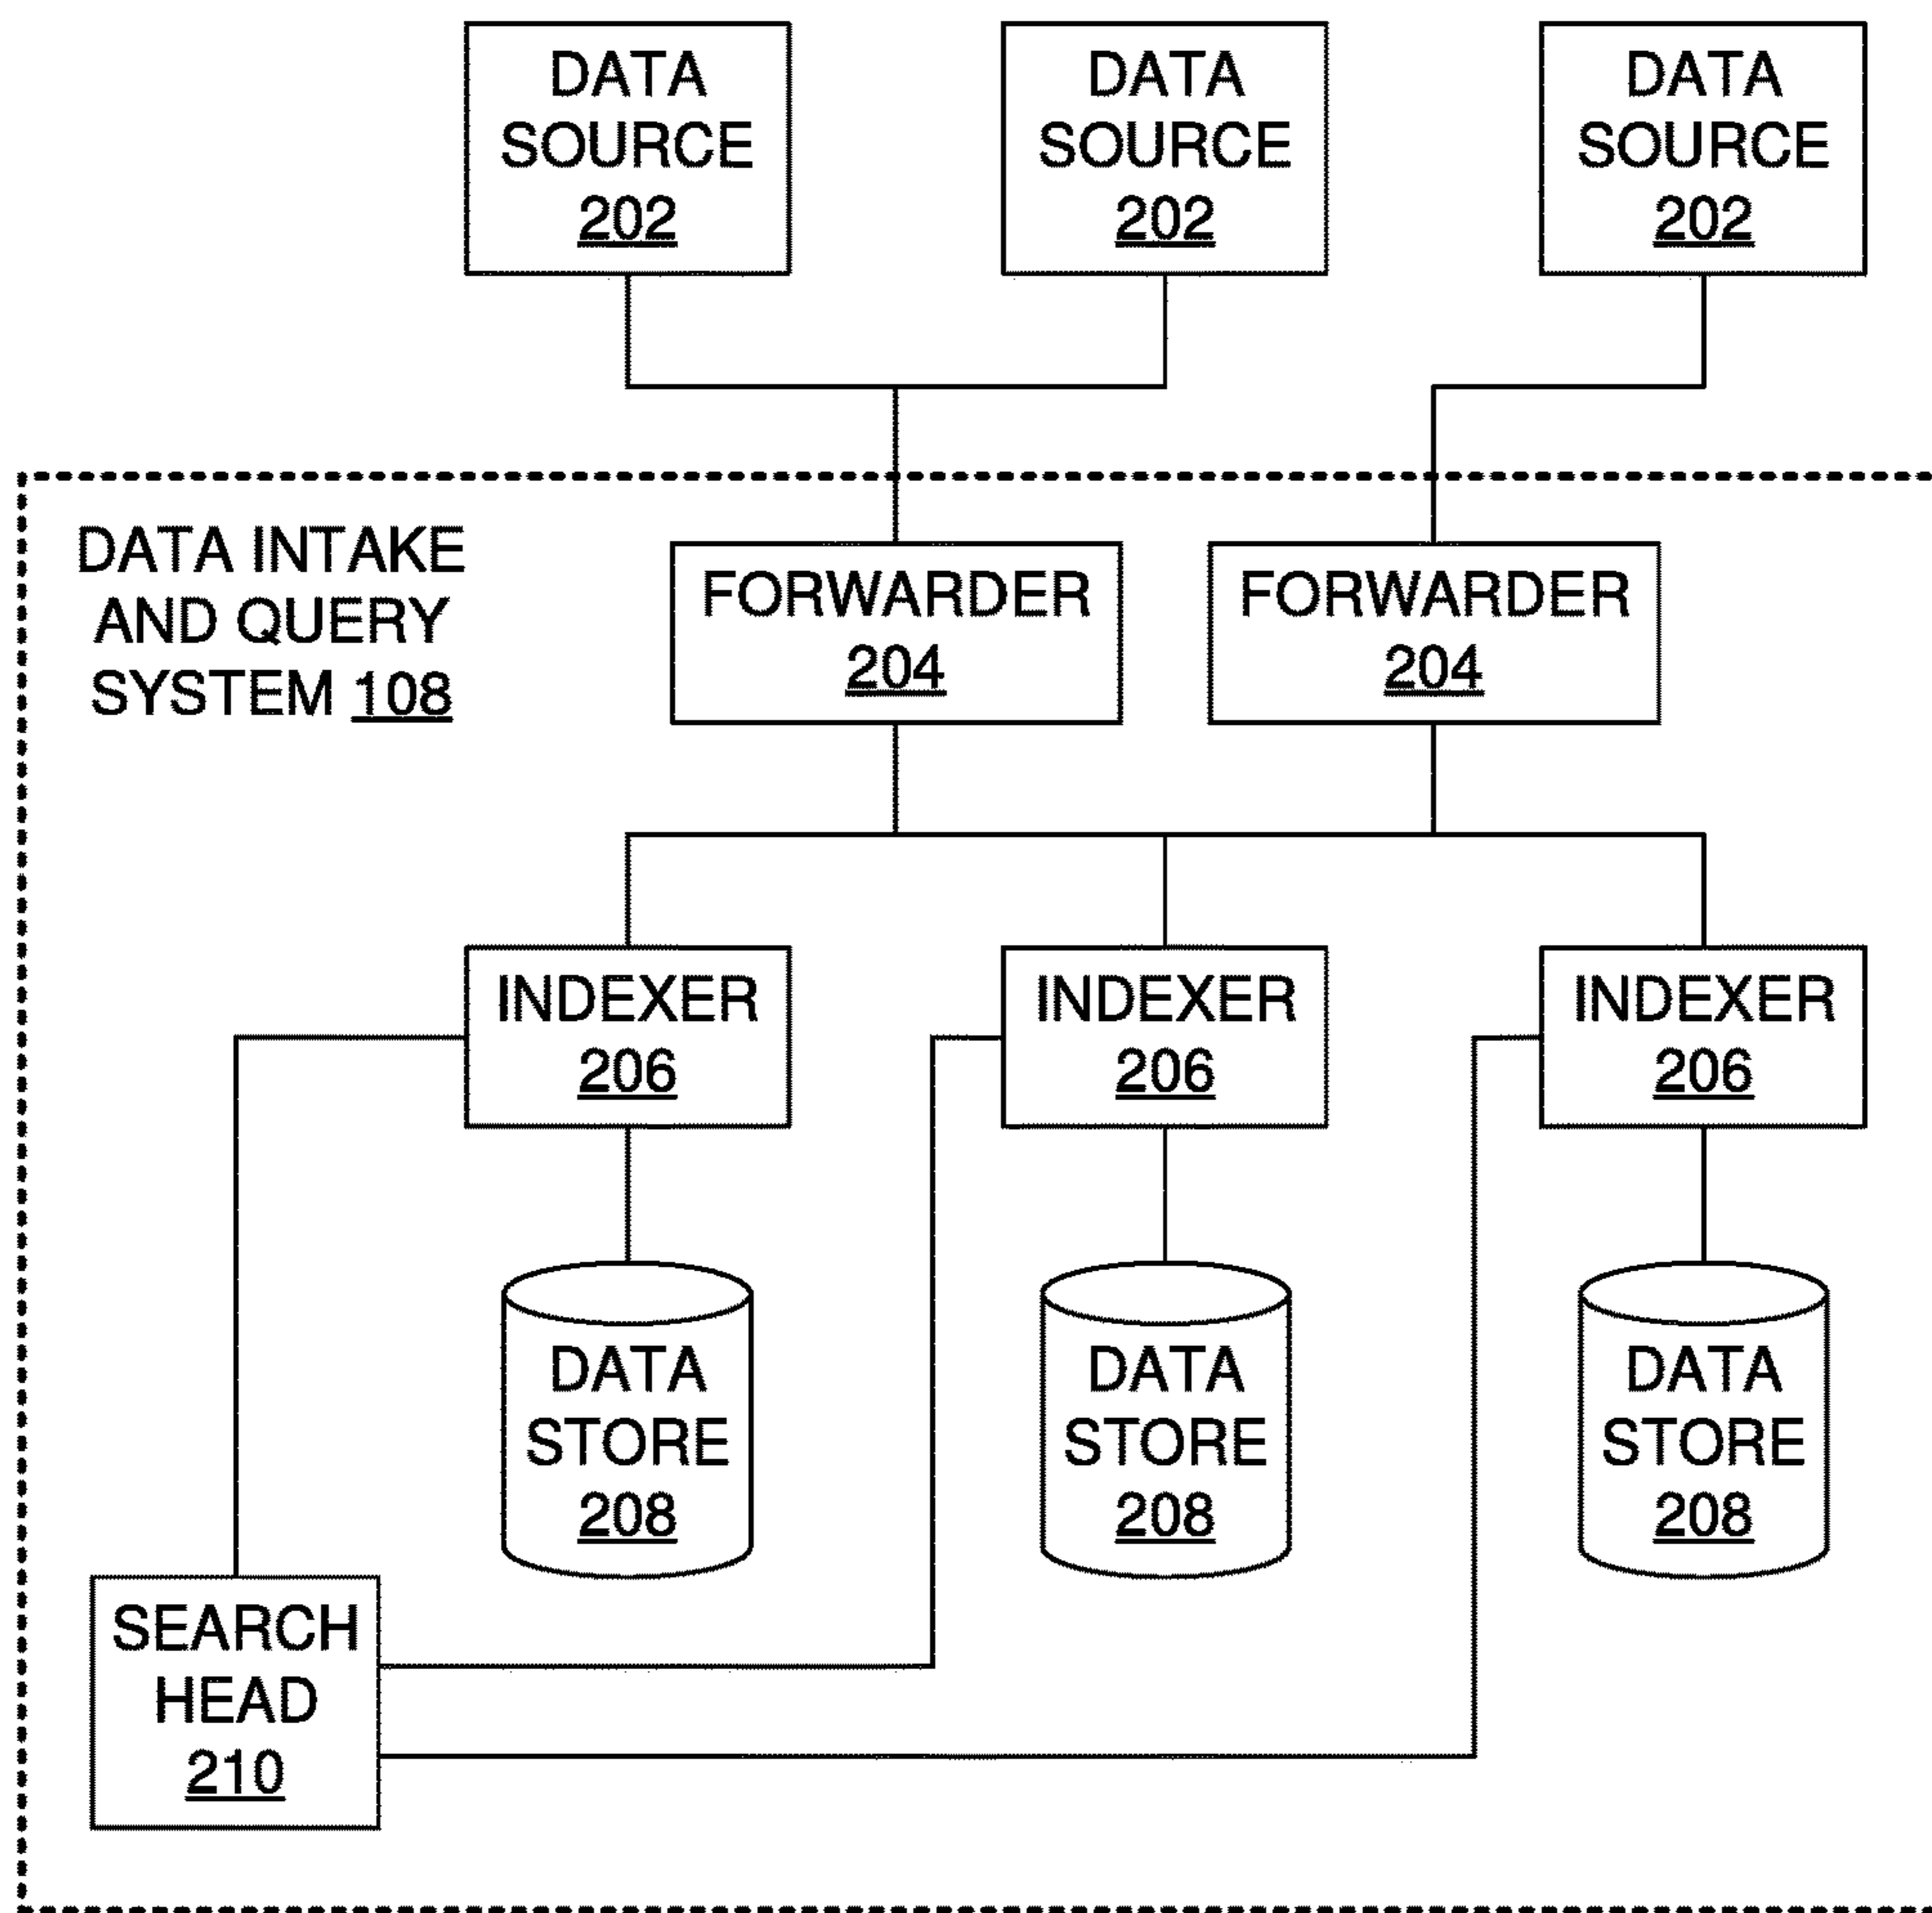 DATA
SOURCE
202
DATA
SOURCE
202
DATA
SOURCE
202
DATA INTAKE
AND QUERY
SYSTEM 108
FORWARDER
204
FORWARDER
204
INDEXER
206
INDEXER
206
INDEXER
206
DATA
STORE
208
DATA
STORE
208
DATA
STORE
208
SEARCH
HEAD
210